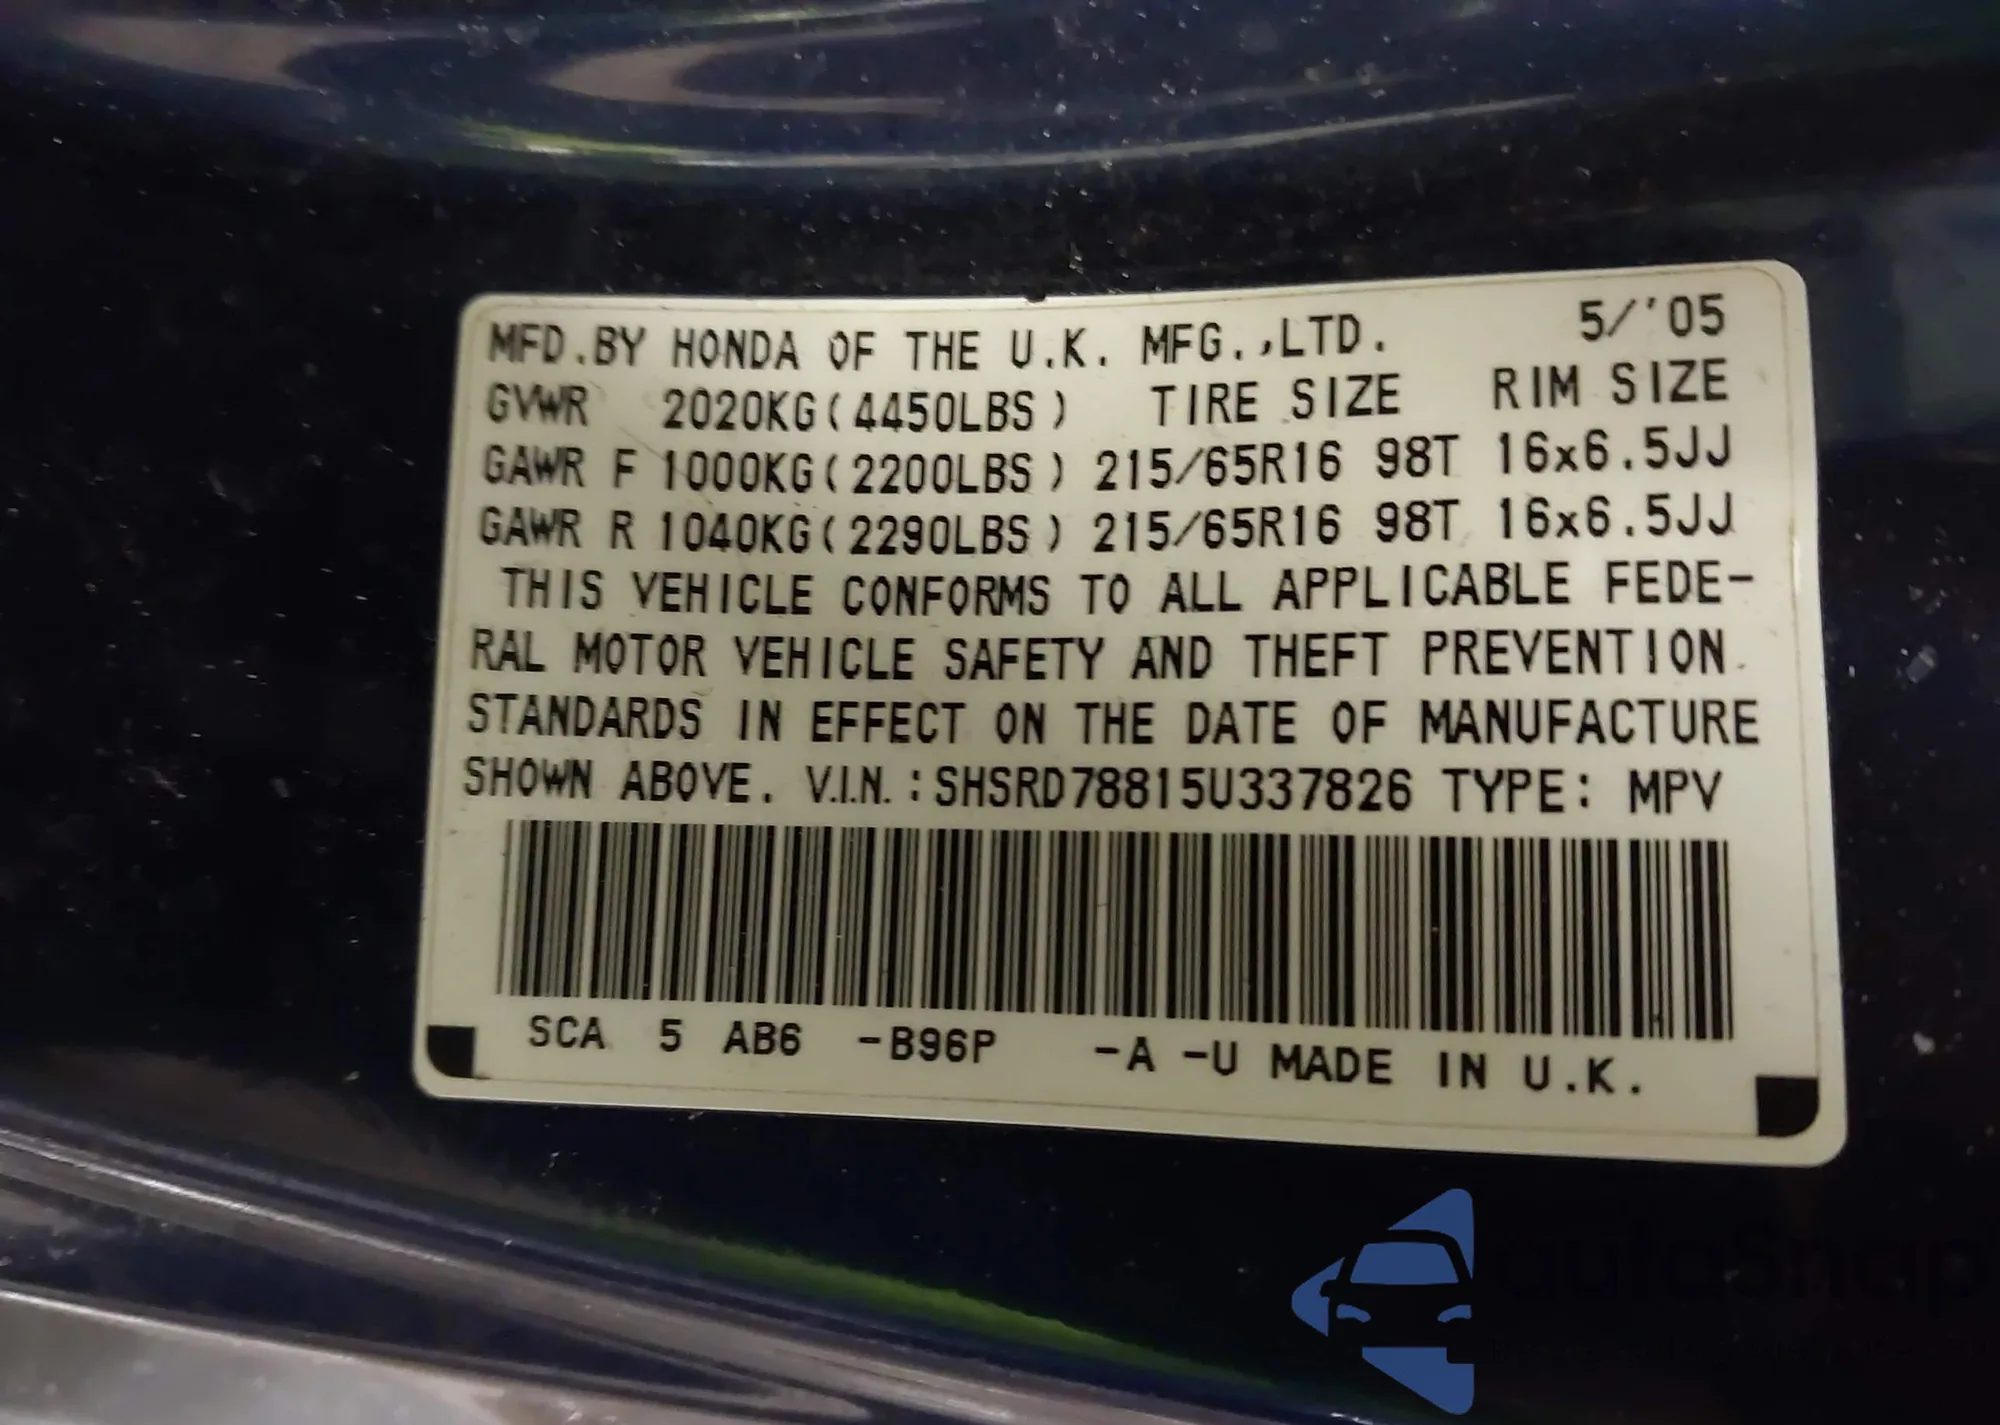 MFD.BY HONDA OF THE U.K. MFG.,LTD. 5/'05
GVWR 2020KG(4450LBS) TIRE SIZE RIM SIZE
GAWR F 1000KG(2200LBS) 215/65R16 98T 16x6.5JJ
GAWR R 1040KG(2290LBS) 215/65R16 98T 16x6.5JJ
THIS VEHICLE CONFORMS TO ALL APPLICABLE FEDE-
RAL MOTOR VEHICLE SAFETY AND THEFT PREVENTION
STANDARDS IN EFFECT ON THE DATE OF MANUFACTURE
SHOWN ABOVE. V.I.N.:SHSRD78815U337826 TYPE: MPV
SCA 5 AB6 -B96P -A -U MADE IN U.K.
AutoSnap